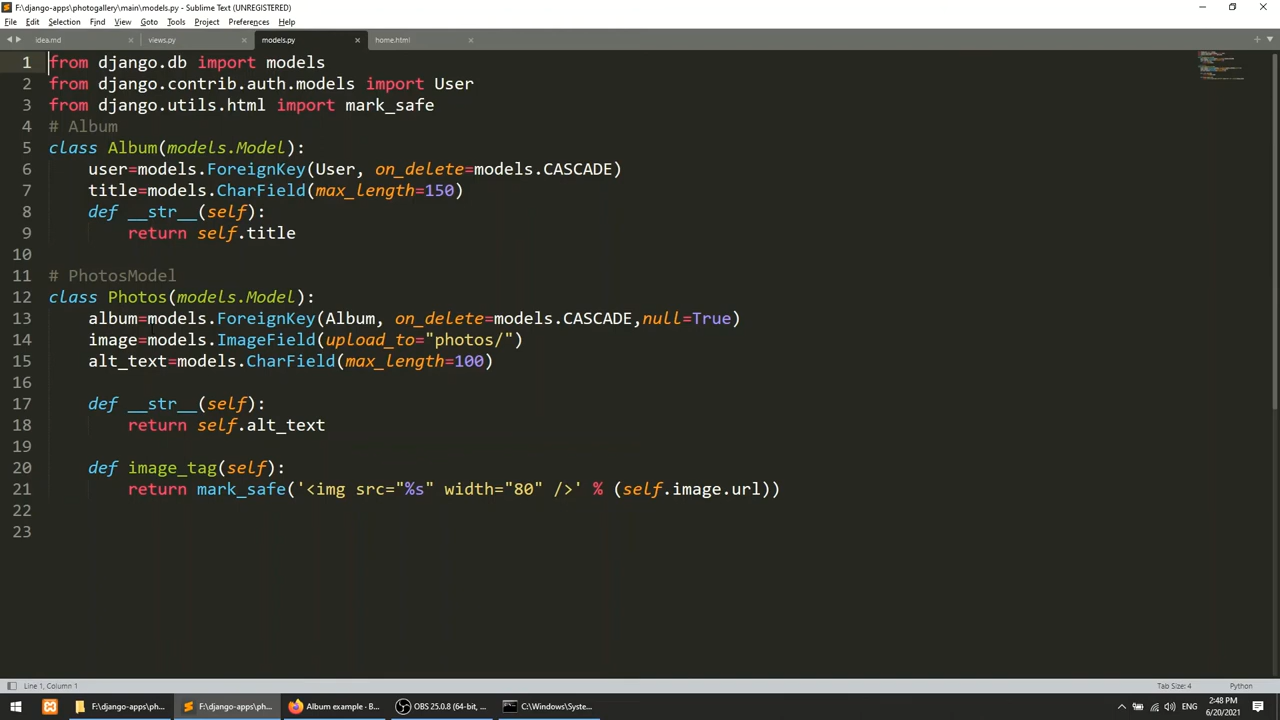 F:\django-apps\photogallery\main\models.py - Sublime Text (UNREGISTERED)
File Edit Selection Find View Goto Tools Project Preferences Help
idea.md views.py models.py home.html
1 from django.db import models
2 from django.contrib.auth.models import User
3 from django.utils.html import mark_safe
4 # Album
5 class Album(models.Model):
6 user=models.ForeignKey(User, on_delete=models.CASCADE)
7 title=models.CharField(max_length=150)
8 def __str__(self):
9 return self.title
10
11 # PhotosModel
12 class Photos(models.Model):
13 album=models.ForeignKey(Album, on_delete=models.CASCADE,null=True)
14 image=models.ImageField(upload_to="photos/")
15 alt_text=models.CharField(max_length=100)
16
17 def __str__(self):
18 return self.alt_text
19
20 def image_tag(self):
21 return mark_safe('<img src="%s" width="80" />' % (self.image.url))
22
23
Line 1, Column 1 Tab Size: 4 Python
F:\django-apps\ph... F:\django-apps\ph... Album example - B... OBS 25.0.8 (64-bit, ... C:\Windows\Syste... ENG 2:48 PM
6/20/2021